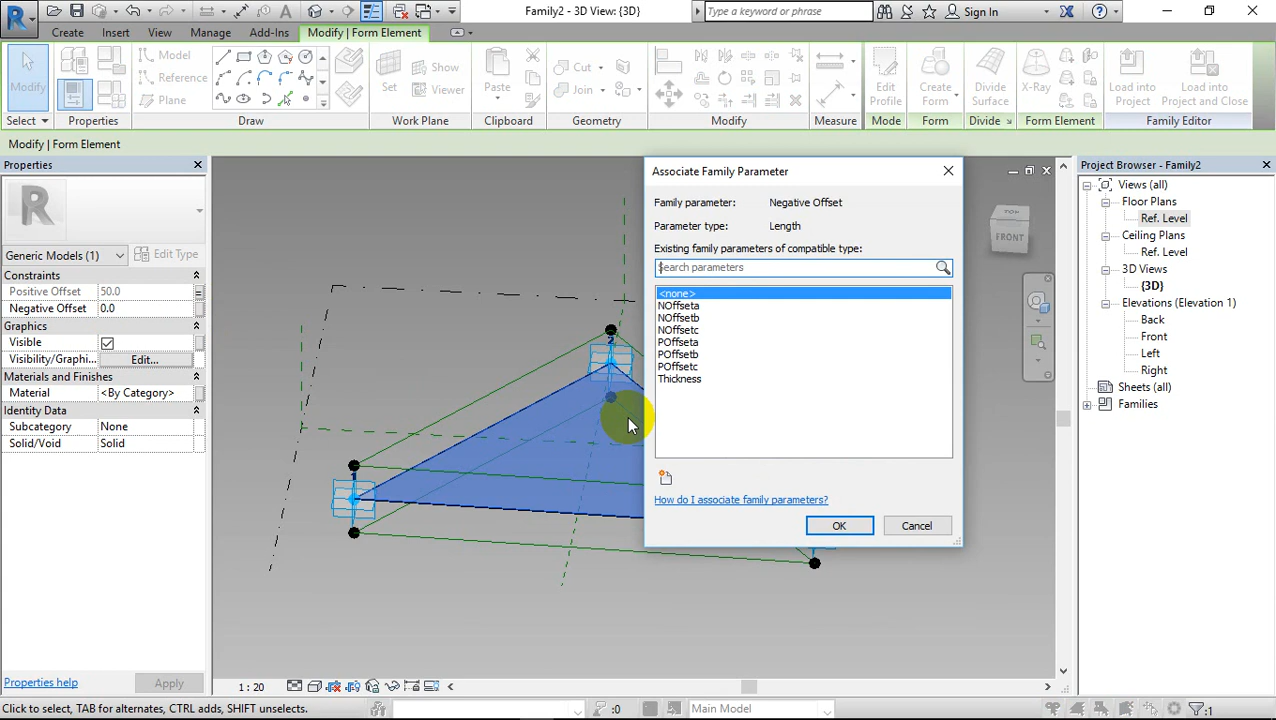 Family2 - 3D View: {3D}
Type a keyword or phrase
Sign In
Create
Insert
View
Manage
Add-Ins
Modify | Form Element
Modify
Select
Properties
Model
Reference
Plane
Draw
Set
Show
Viewer
Work Plane
Paste
Clipboard
Cut
Join
Geometry
Modify
Measure
Edit
Profile
Mode
Create
Form
Form
Divide
Surface
Divide
X-Ray
Form Element
Load into
Project
Load into
Project and Close
Family Editor
Modify | Form Element
Properties
R
Generic Models (1)
Edit Type
Constraints
Positive Offset 50.0
Negative Offset 0.0
Graphics
Visible
Visibility/Graphi... Edit...
Materials and Finishes
Material <By Category>
Identity Data
Subcategory None
Solid/Void Solid
Properties help
Apply
1
2
Associate Family Parameter
Family parameter: Negative Offset
Parameter type: Length
Existing family parameters of compatible type:
Search parameters
<none>
NOffseta
NOffsetb
NOffsetc
POffseta
POffsetb
POffsetc
Thickness
How do I associate family parameters?
OK
Cancel
TOP
FRONT
Project Browser - Family2
Views (all)
Floor Plans
Ref. Level
Ceiling Plans
Ref. Level
3D Views
{3D}
Elevations (Elevation 1)
Back
Front
Left
Right
Sheets (all)
Families
1 : 20
Click to select, TAB for alternates, CTRL adds, SHIFT unselects.
:0
Main Model
:1